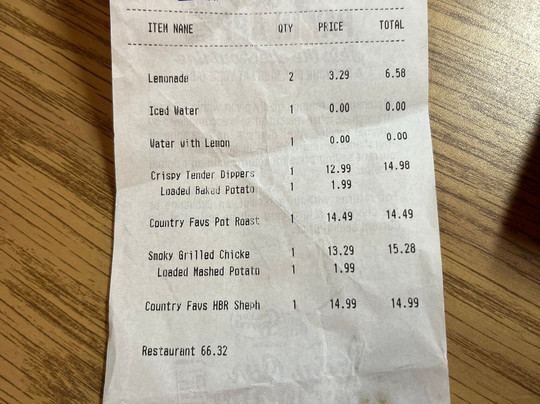 ITEM NAME QTY PRICE TOTAL
Lemonade 2 3.29 6.58
Iced Water 1 0.00 0.00
Water with Lemon 1 0.00 0.00
Crispy Tender Dippers 1 12.99 14.98
Loaded Baked Potato 1 1.99
Country Favs Pot Roast 1 14.49 14.49
Smoky Grilled Chicke 1 13.29 15.28
Loaded Mashed Potato 1 1.99
Country Favs HBR Sheph 1 14.99 14.99
Restaurant 66.32